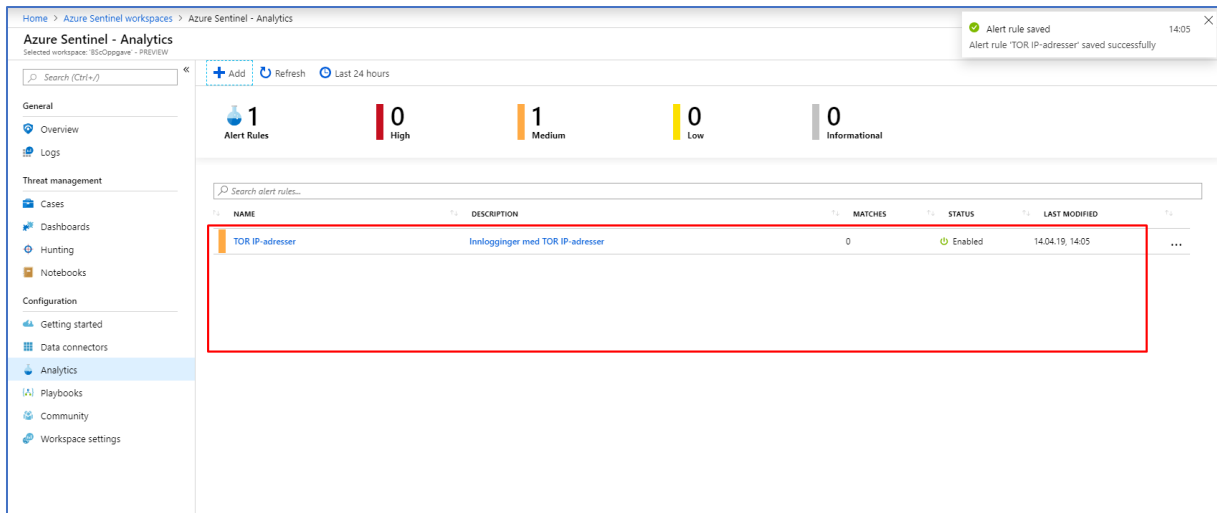 Home > Azure Sentinel workspaces > Azure Sentinel - Analytics
Azure Sentinel - Analytics
Selected workspace: 'BScOppgave' - PREVIEW
Alert rule saved 14:05
Alert rule 'TOR IP-adresser' saved successfully
Search (Ctrl+/)
«
General
Overview
Logs
Threat management
Cases
Dashboards
Hunting
Notebooks
Configuration
Getting started
Data connectors
Analytics
Playbooks
Community
Workspace settings
Add Refresh Last 24 hours
1 Alert Rules
0 High
1 Medium
0 Low
0 Informational
Search alert rules...
NAME DESCRIPTION MATCHES STATUS LAST MODIFIED
TOR IP-adresser Innlogginger med TOR IP-adresser 0 Enabled 14.04.19, 14:05 ...